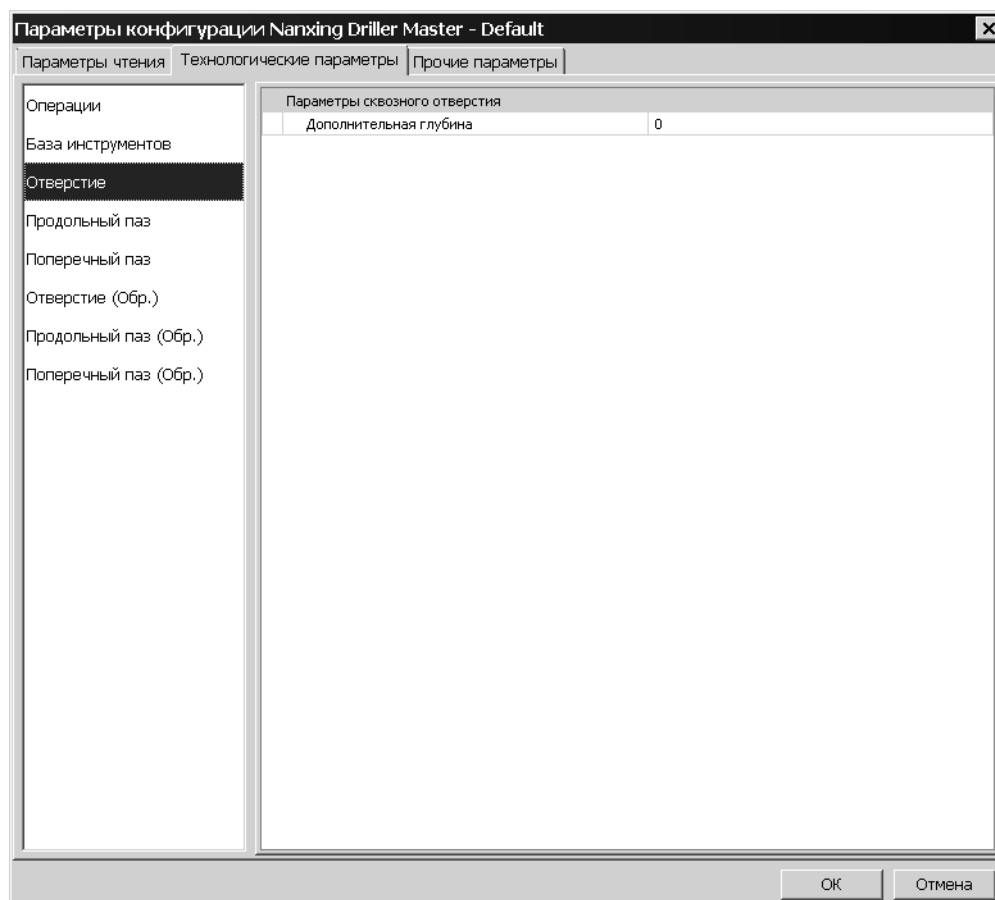 Параметры конфигурации Nanxing Driller Master - Default
Параметры чтения Технологические параметры Прочие параметры
Операции
База инструментов
Отверстие
Продольный паз
Поперечный паз
Отверстие (Обр.)
Продольный паз (Обр.)
Поперечный паз (Обр.)
Параметры сквозного отверстия
Дополнительная глубина 0
ОК Отмена